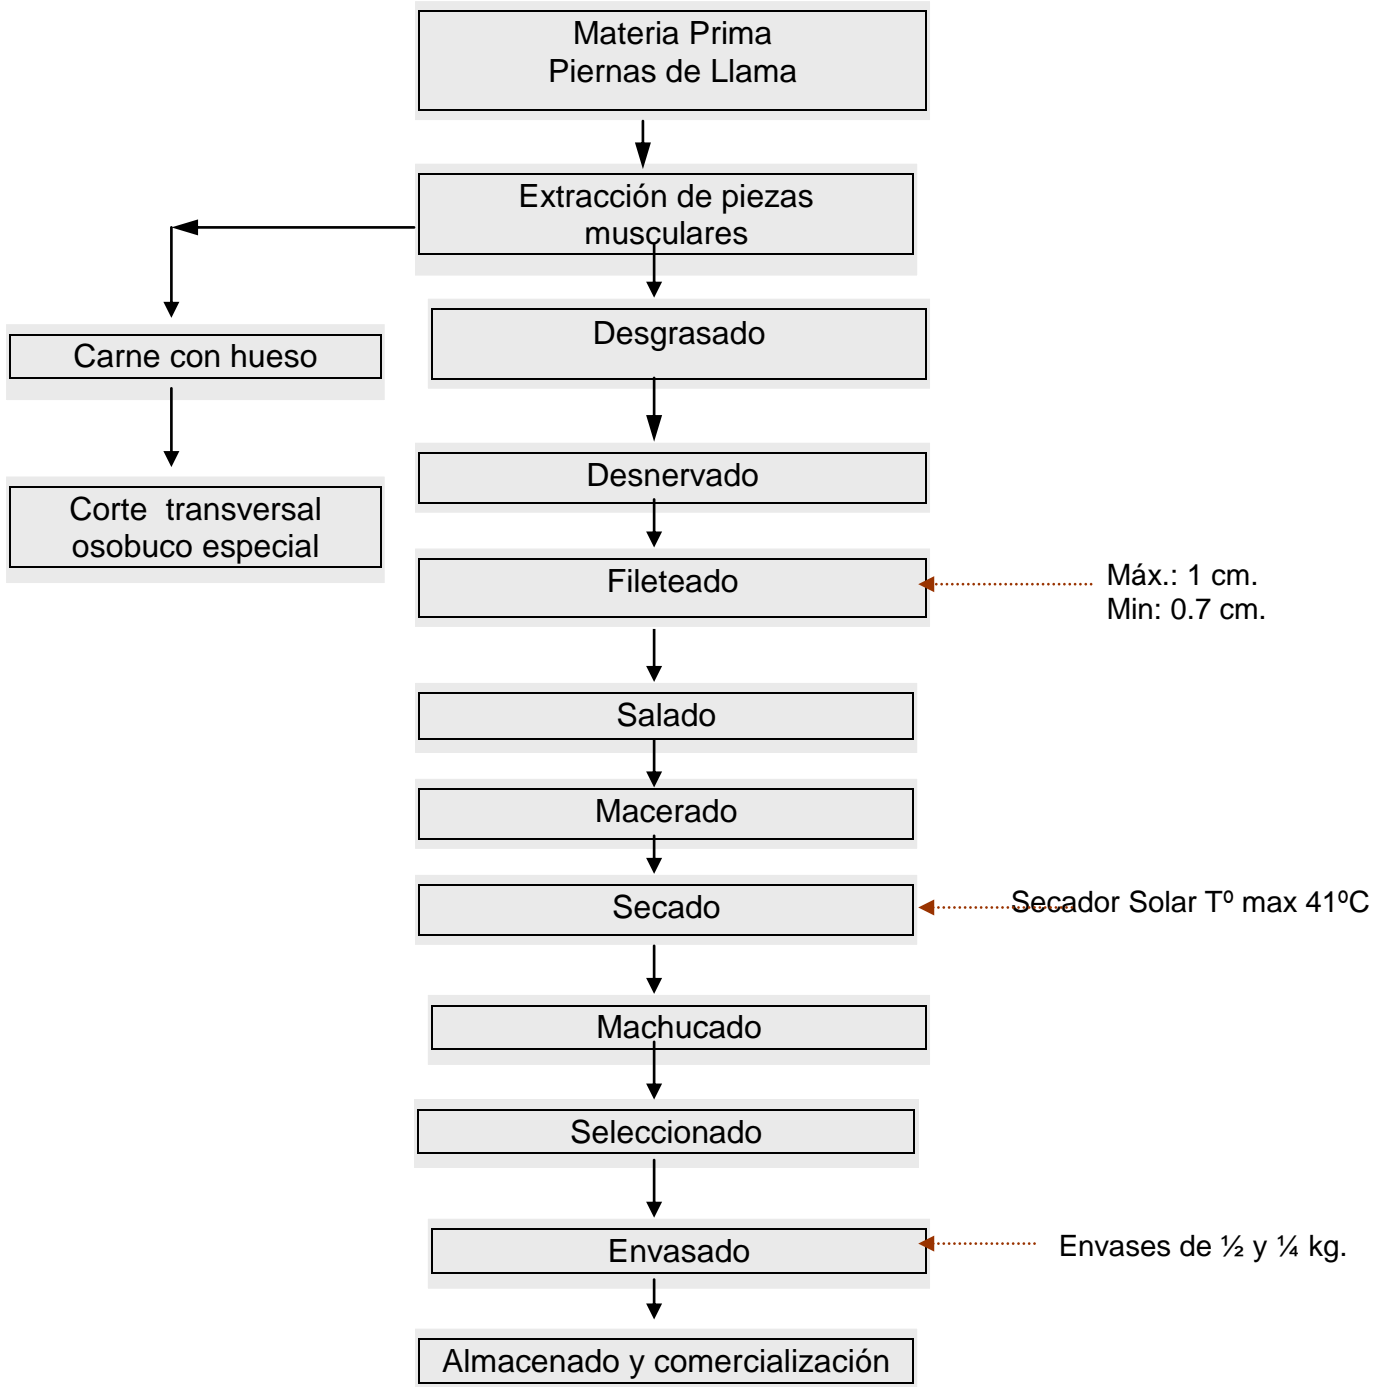 Materia Prima
Piernas de Llama
Extracción de piezas
musculares
Desgrasado
Carne con hueso
Desnervado
Corte  transversal
osobuco especial
Fileteado
Máx.: 1 cm.
Min: 0.7 cm.
Salado
Macerado
Secado
Secador Solar Tº max 41ºC
Machucado
Seleccionado
Envasado
Envases de ½ y ¼ kg.
Almacenado y comercialización